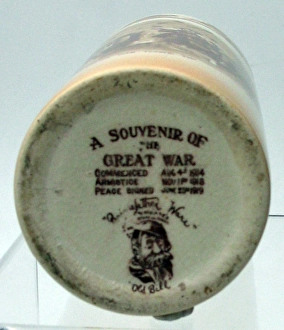 A SOUVENIR OF
THE
GREAT WAR
COMMENCED AUG. 4th 1914
ARMISTICE NOV. 11th 1918
PEACE SIGNED JUNE 1919
Ware
"Old Bill"